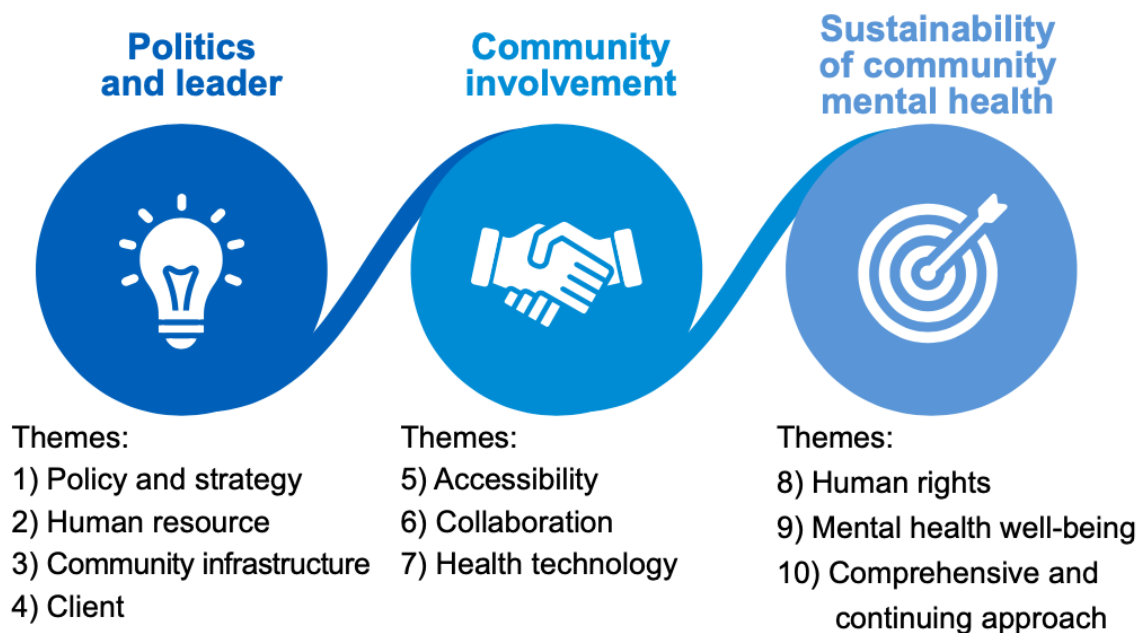 Politics
and leader
Community
involvement
Sustainability
of community
mental health
Themes:
1) Policy and strategy
2) Human resource
3) Community infrastructure
4) Client
Themes:
5) Accessibility
6) Collaboration
7) Health technology
Themes:
8) Human rights
9) Mental health well-being
10) Comprehensive and
continuing approach